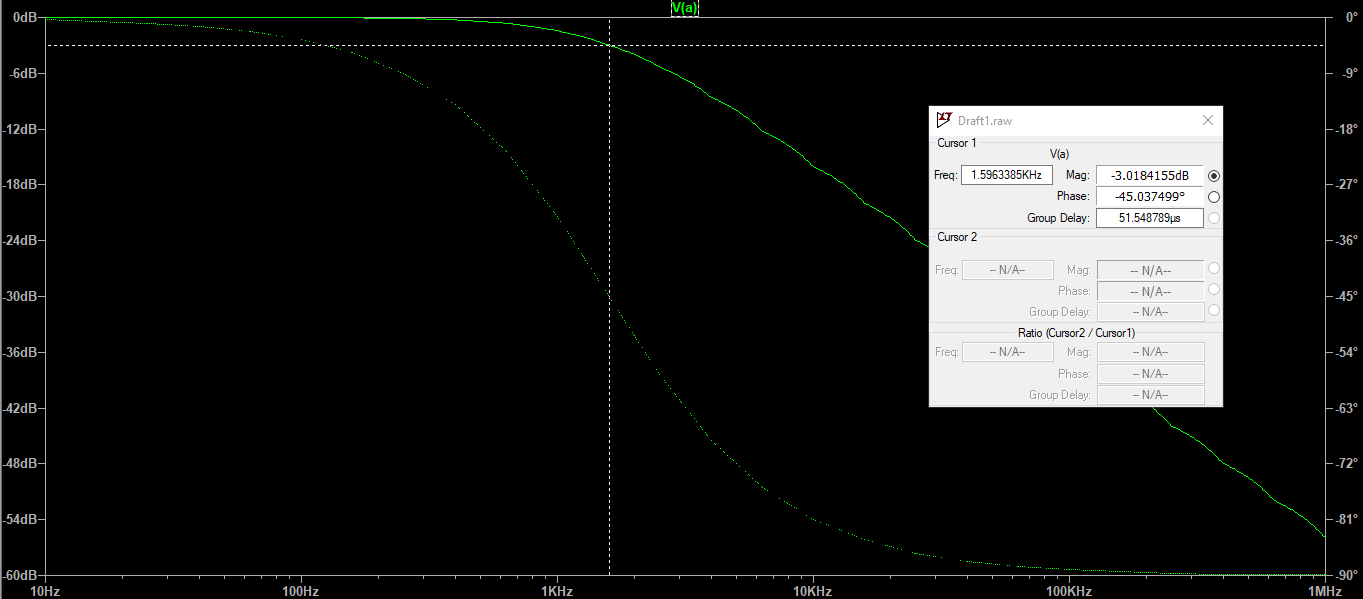 V(a)
0dB 0°
-6dB -9°
-12dB -18°
-18dB -27°
-24dB -36°
-30dB -45°
-36dB -54°
-42dB -63°
-48dB -72°
-54dB -81°
-60dB -90°
10Hz 100Hz 1KHz 10KHz 100KHz 1MHz
Draft1.raw
Cursor 1
V(a)
Freq: 1.5963385KHz Mag: -3.0184155dB
Phase: -45.037499°
Group Delay: 51.548789µs
Cursor 2
Freq: -- N/A-- Mag: -- N/A--
Phase: -- N/A--
Group Delay: -- N/A--
Ratio (Cursor2 / Cursor1)
Freq: -- N/A-- Mag: -- N/A--
Phase: -- N/A--
Group Delay: -- N/A--